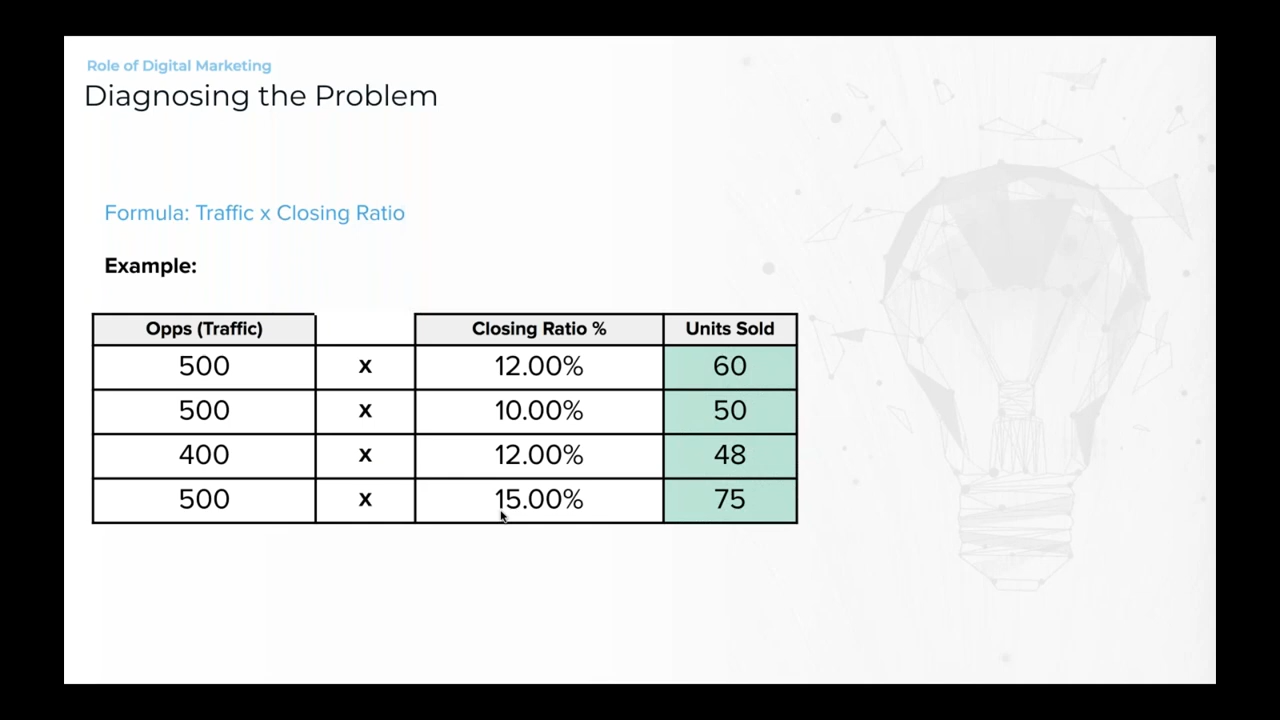 Role of Digital Marketing
Diagnosing the Problem
Formula: Traffic x Closing Ratio
Example:
Opps (Traffic) Closing Ratio % Units Sold
500 x 12.00% 60
500 x 10.00% 50
400 x 12.00% 48
500 x 15.00% 75